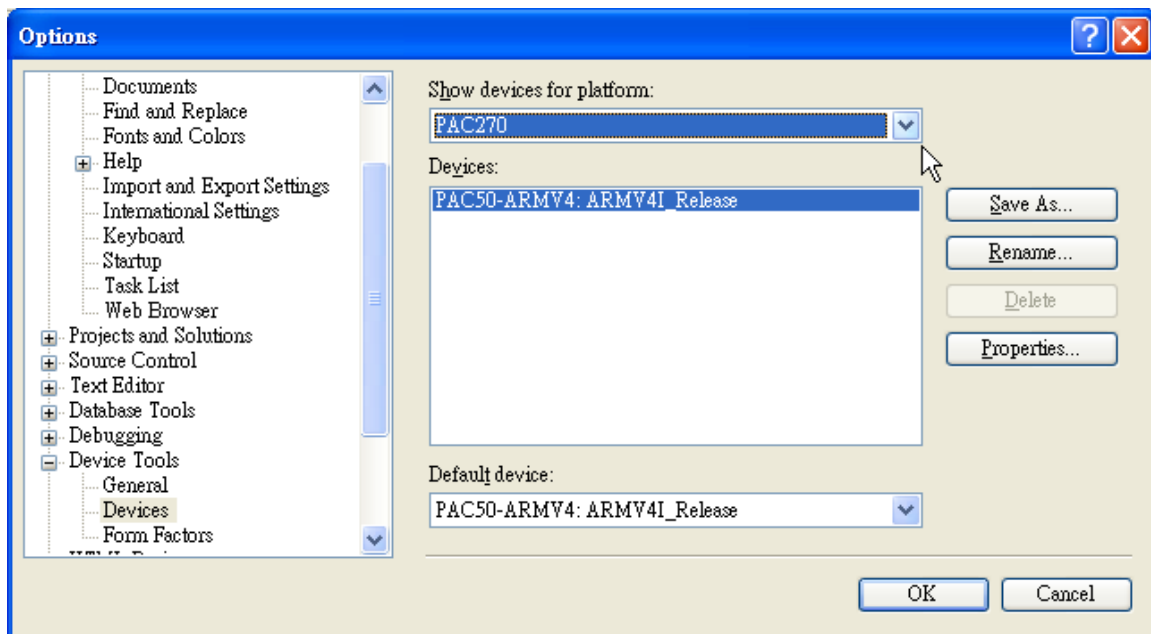 Options
Documents
Find and Replace
Fonts and Colors
Help
Import and Export Settings
International Settings
Keyboard
Startup
Task List
Web Browser
Projects and Solutions
Source Control
Text Editor
Database Tools
Debugging
Device Tools
General
Devices
Form Factors
Show devices for platform:
PAC270
Devices:
PAC50-ARMV4: ARMV4I_Release
Save As...
Rename...
Delete
Properties...
Default device:
PAC50-ARMV4: ARMV4I_Release
OK
Cancel